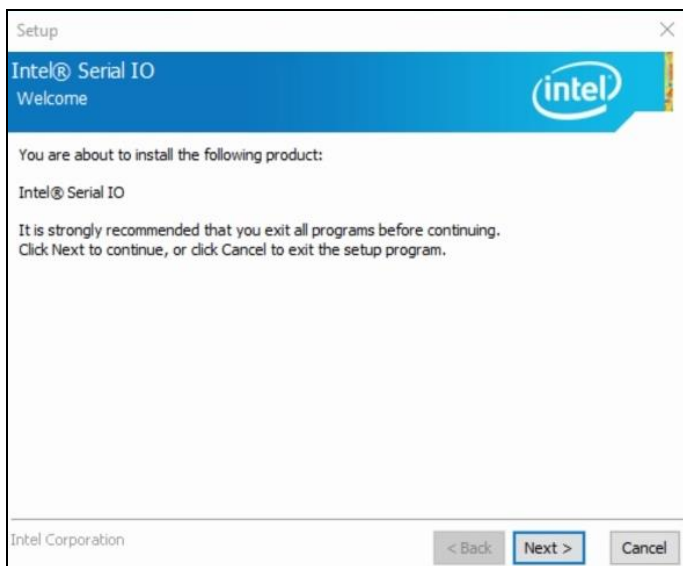 Setup
Intel® Serial IO
Welcome
intel
You are about to install the following product:
Intel® Serial IO
It is strongly recommended that you exit all programs before continuing.
Click Next to continue, or click Cancel to exit the setup program.
Intel Corporation
< Back Next > Cancel